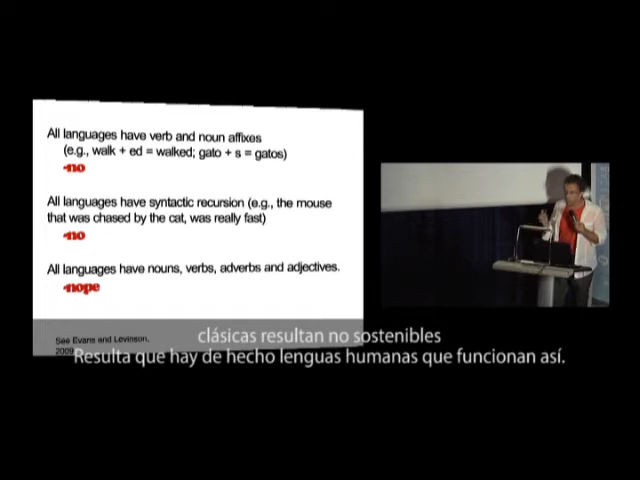 All languages have verb and noun affixes
(e.g., walk + ed = walked; gato + s = gatos)
-no
All languages have syntactic recursion (e.g., the mouse
that was chased by the cat, was really fast)
-no
All languages have nouns, verbs, adverbs and adjectives.
-nope
See Evans and Levinson,
2009
clásicas resultan no sostenibles
Resulta que hay de hecho lenguas humanas que funcionan así.